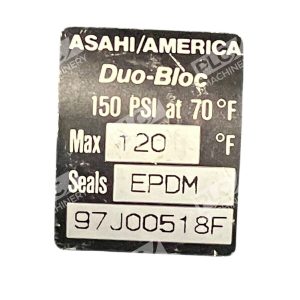 ASAHI/AMERICA
Duo-Bloc
150 PSI at 70 °F
Max 120 °F
Seals EPDM
97J00518F